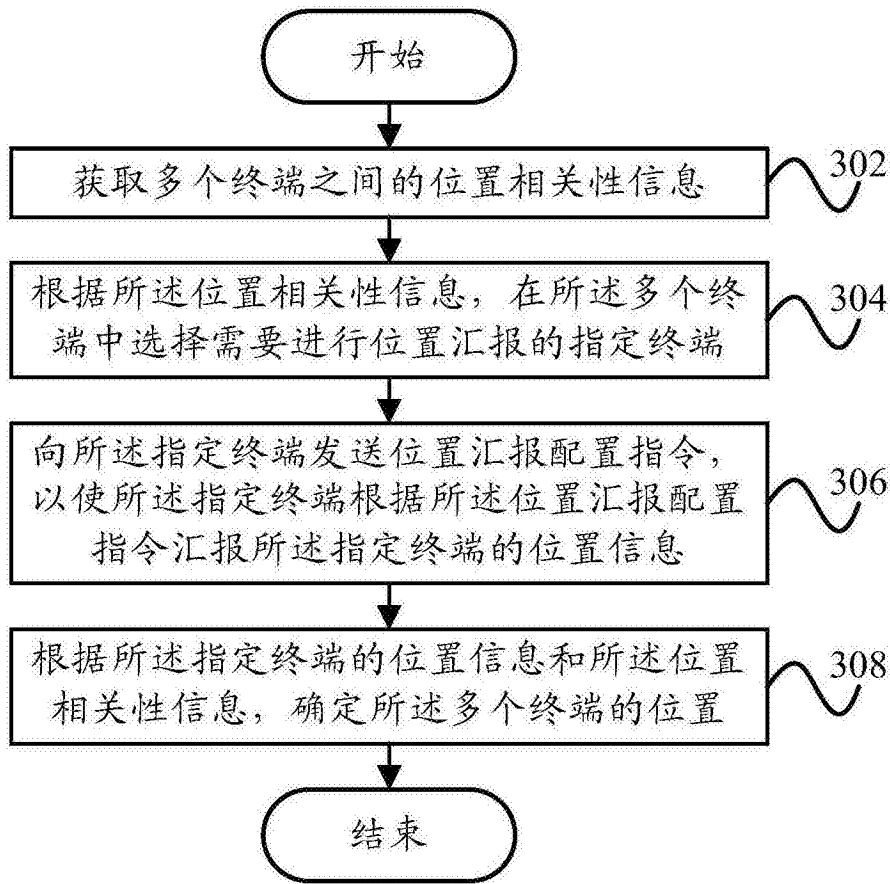 开始
获取多个终端之间的位置相关性信息
302
根据所述位置相关性信息，在所述多个终
端中选择需要进行位置汇报的指定终端
304
向所述指定终端发送位置汇报配置指令，
以使所述指定终端根据所述位置汇报配置
指令汇报所述指定终端的位置信息
306
根据所述指定终端的位置信息和所述位置
相关性信息，确定所述多个终端的位置
308
结束